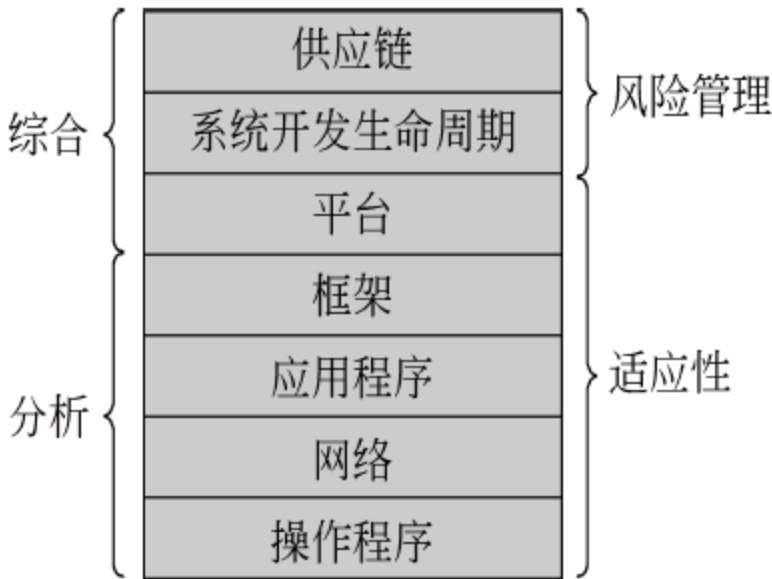 供应链
风险管理
综合
系统开发生命周期
平台
框架
应用程序
适应性
分析
网络
操作程序